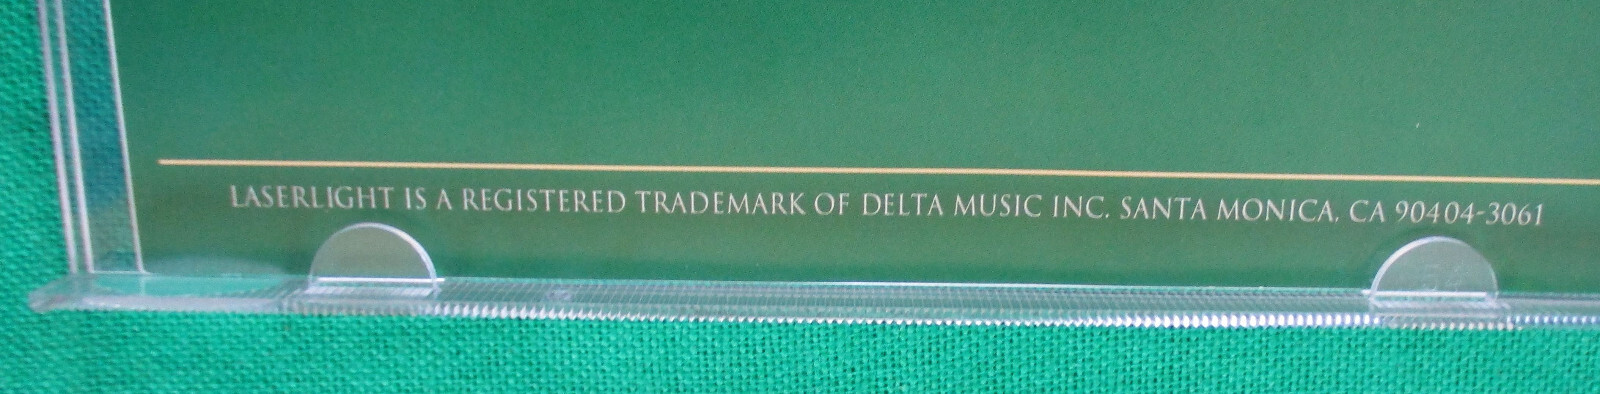 LASERLIGHT IS A REGISTERED TRADEMARK OF DELTA MUSIC INC. SANTA MONICA, CA 90404-3061